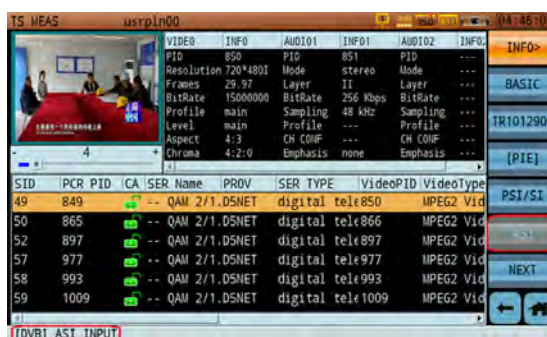 TS MEAS usrpln00 04:46:0
VIDEO INFO AUDIO1 INFO1 AUDIO2 INFO2
PID 850 PID 851 PID ---
Resolution 720*480I Mode stereo Mode ---
Frames 29.97 Layer II Layer ---
BitRate 15000000 BitRate 256 Kbps BitRate ---
Profile main Sampling 48 kHz Sampling ---
Level main Profile --- Profile ---
Aspect 4:3 CH CONF --- CH CONF ---
Chroma 4:2:0 Emphasis none Emphasis ---
- 4 +
SID PCR PID CA SER Name PROV SER TYPE VideoPID VideoType
49 849 -- QAM 2/1.D5NET digital tele 850 MPEG2 Vid
50 865 -- QAM 2/1.D5NET digital tele 866 MPEG2 Vid
52 897 -- QAM 2/1.D5NET digital tele 897 MPEG2 Vid
57 977 -- QAM 2/1.D5NET digital tele 977 MPEG2 Vid
58 993 -- QAM 2/1.D5NET digital tele 993 MPEG2 Vid
59 1009 -- QAM 2/1.D5NET digital tele 1009 MPEG2 Vid
[DVB] ASI INPUT
INFO>
BASIC
TR101290
[PIE]
PSI/SI
NEXT